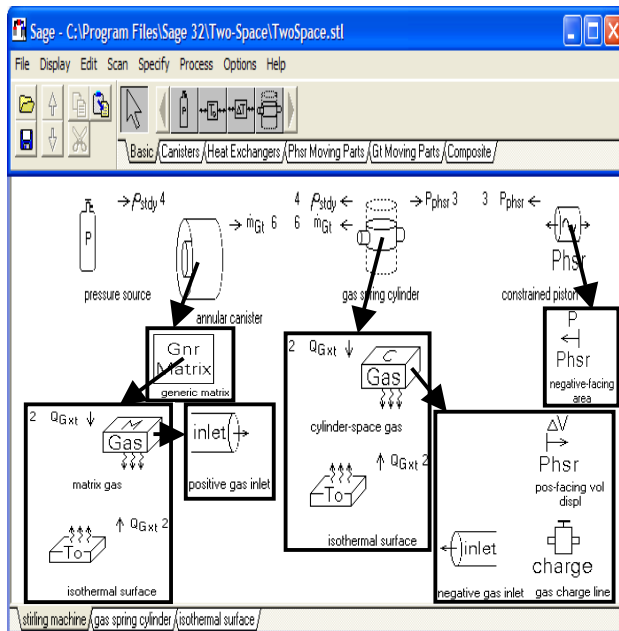 Sage - C:\Program Files\Sage 32\Two-Space\TwoSpace.stl
File Display Edit Scan Specify Process Options Help
P To ΔT
Basic Canisters Heat Exchangers Phsr Moving Parts Gt Moving Parts Composite
P → ρstdy 4
pressure source
→ ṁGt 6
annular canister
4 ρstdy ← → PPhsr 3
6 ṁGt ←
gas spring cylinder
3 PPhsr ←
Phsr
constrained piston
Gnr
Matrix
generic matrix
P
Phsr
negative-facing
area
2 QGxt ↓
M
Gas
matrix gas
To ↑ QGxt 2
isothermal surface
inlet
positive gas inlet
2 QGxt ↓
C
Gas
cylinder-space gas
To ↑ QGxt 2
isothermal surface
ΔV
Phsr
pos-facing vol
displ
inlet
negative gas inlet
charge
gas charge line
stirling machine gas spring cylinder isothermal surface